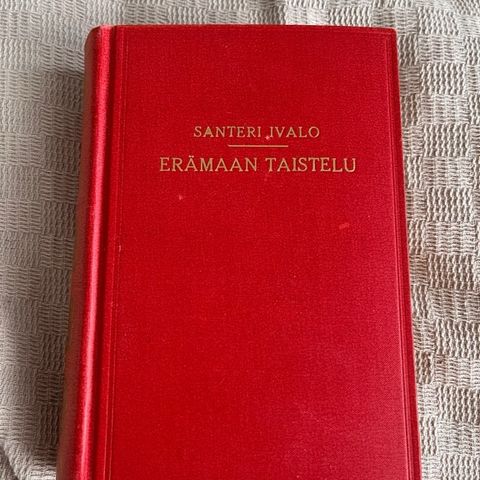 SANTERI IVALO
ERÄMAAN TAISTELU